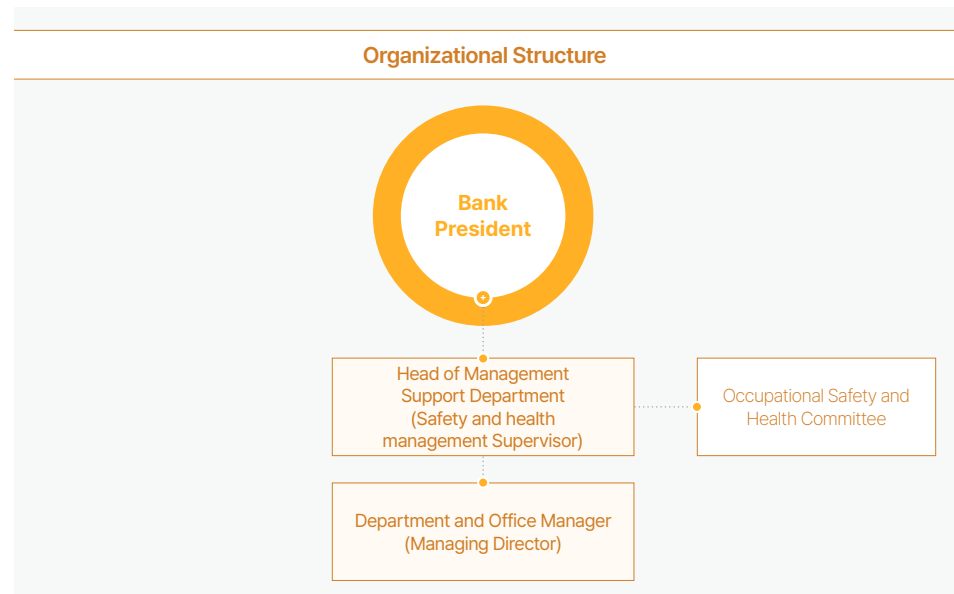 Organizational Structure
Bank
President
Head of Management
Support Department
(Safety and health
management Supervisor)
Occupational Safety and
Health Committee
Department and Office Manager
(Managing Director)